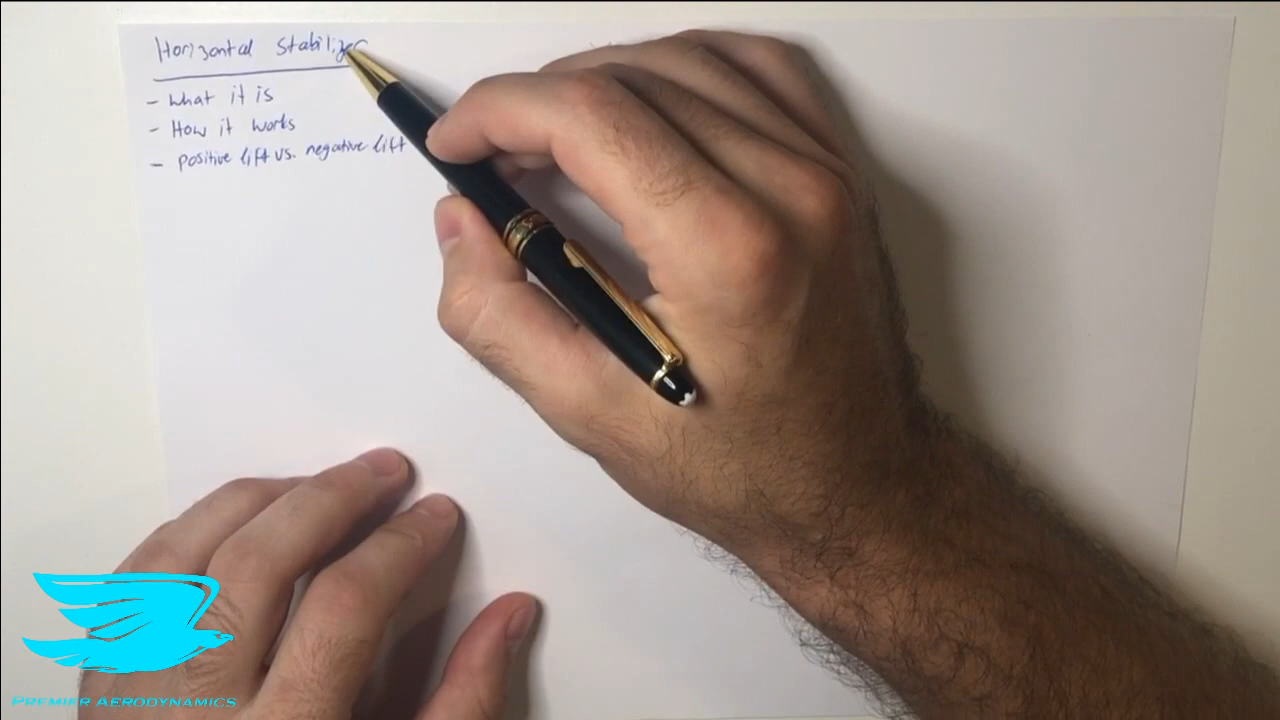 Horizontal Stabilizer
- What it is
- How it works
- positive lift vs. negative lift
PREMIER AERODYNAMICS